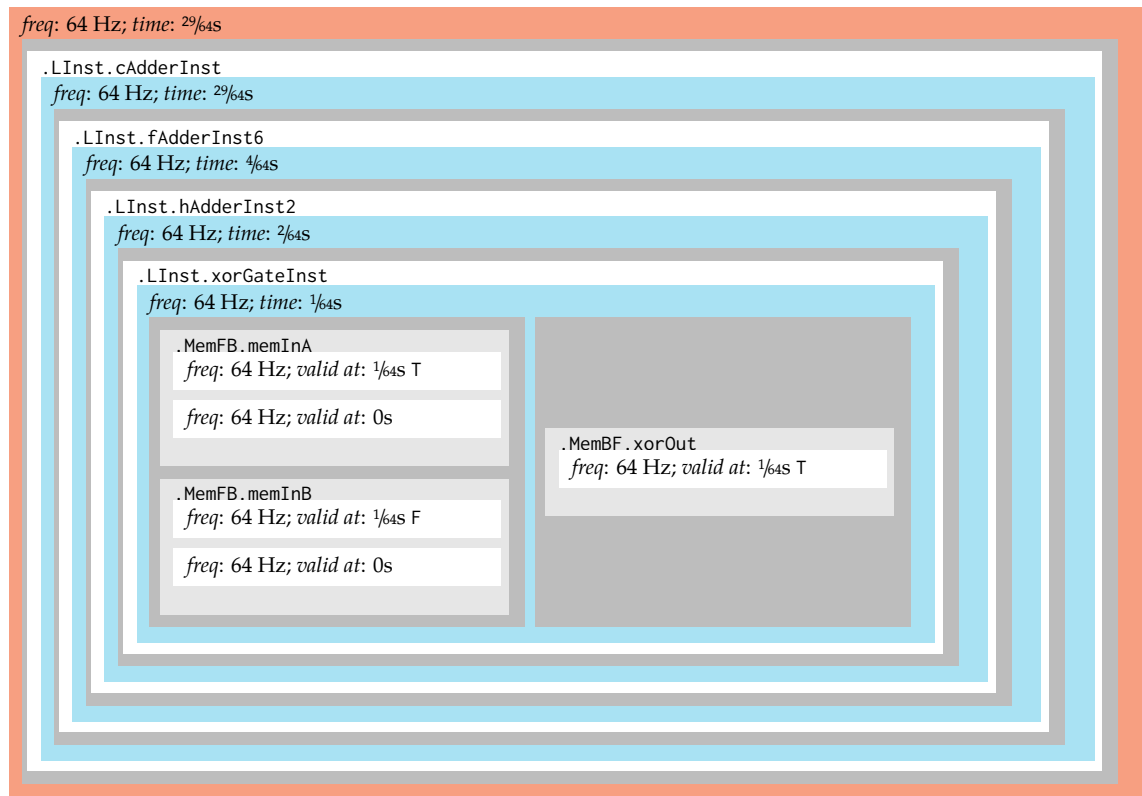 freq: 64 Hz; time: 29/64s
.LInst.cAdderInst
freq: 64 Hz; time: 29/64s
.LInst.fAdderInst6
freq: 64 Hz; time: 4/64s
.LInst.hAdderInst2
freq: 64 Hz; time: 2/64s
.LInst.xorGateInst
freq: 64 Hz; time: 1/64s
.MemFB.memInA
freq: 64 Hz; valid at: 1/64s T
freq: 64 Hz; valid at: 0s
.MemFB.memInB
freq: 64 Hz; valid at: 1/64s F
freq: 64 Hz; valid at: 0s
.MemBF.xorOut
freq: 64 Hz; valid at: 1/64s T